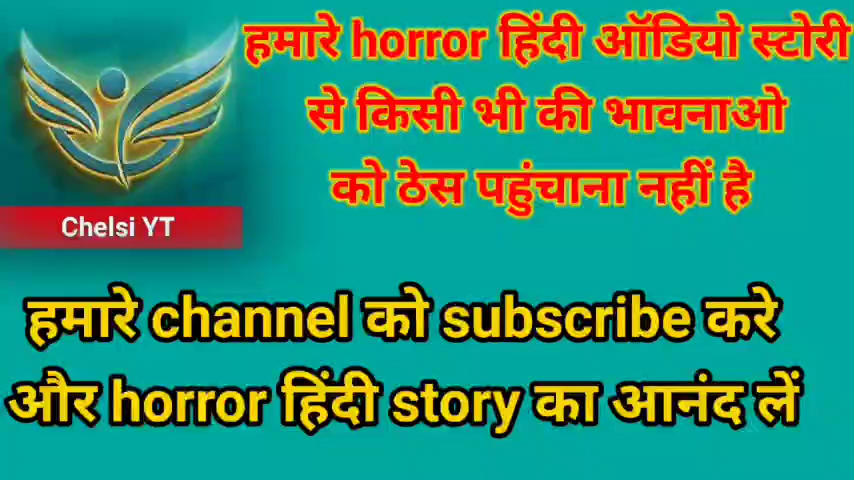 हमारे horror हिंदी ऑडियो स्टोरी
से किसी भी की भावनाओ
को ठेस पहुंचाना नहीं है
Chelsi YT
हमारे channel को subscribe करे
और horror हिंदी story का आनंद लें